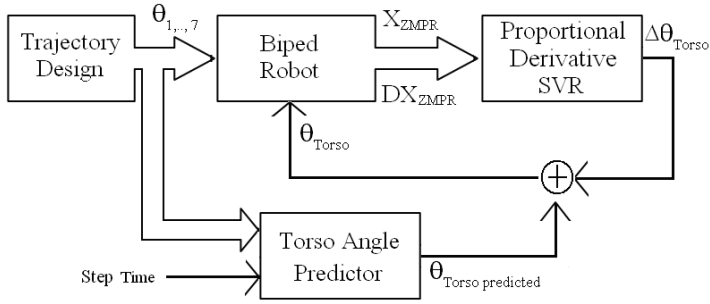 Trajectory
Design
θ1,..,7
Biped
Robot
XZMPR
DXZMPR
Proportional
Derivative
SVR
ΔθTorso
θTorso
+
Torso Angle
Predictor
Step Time
θTorso predicted